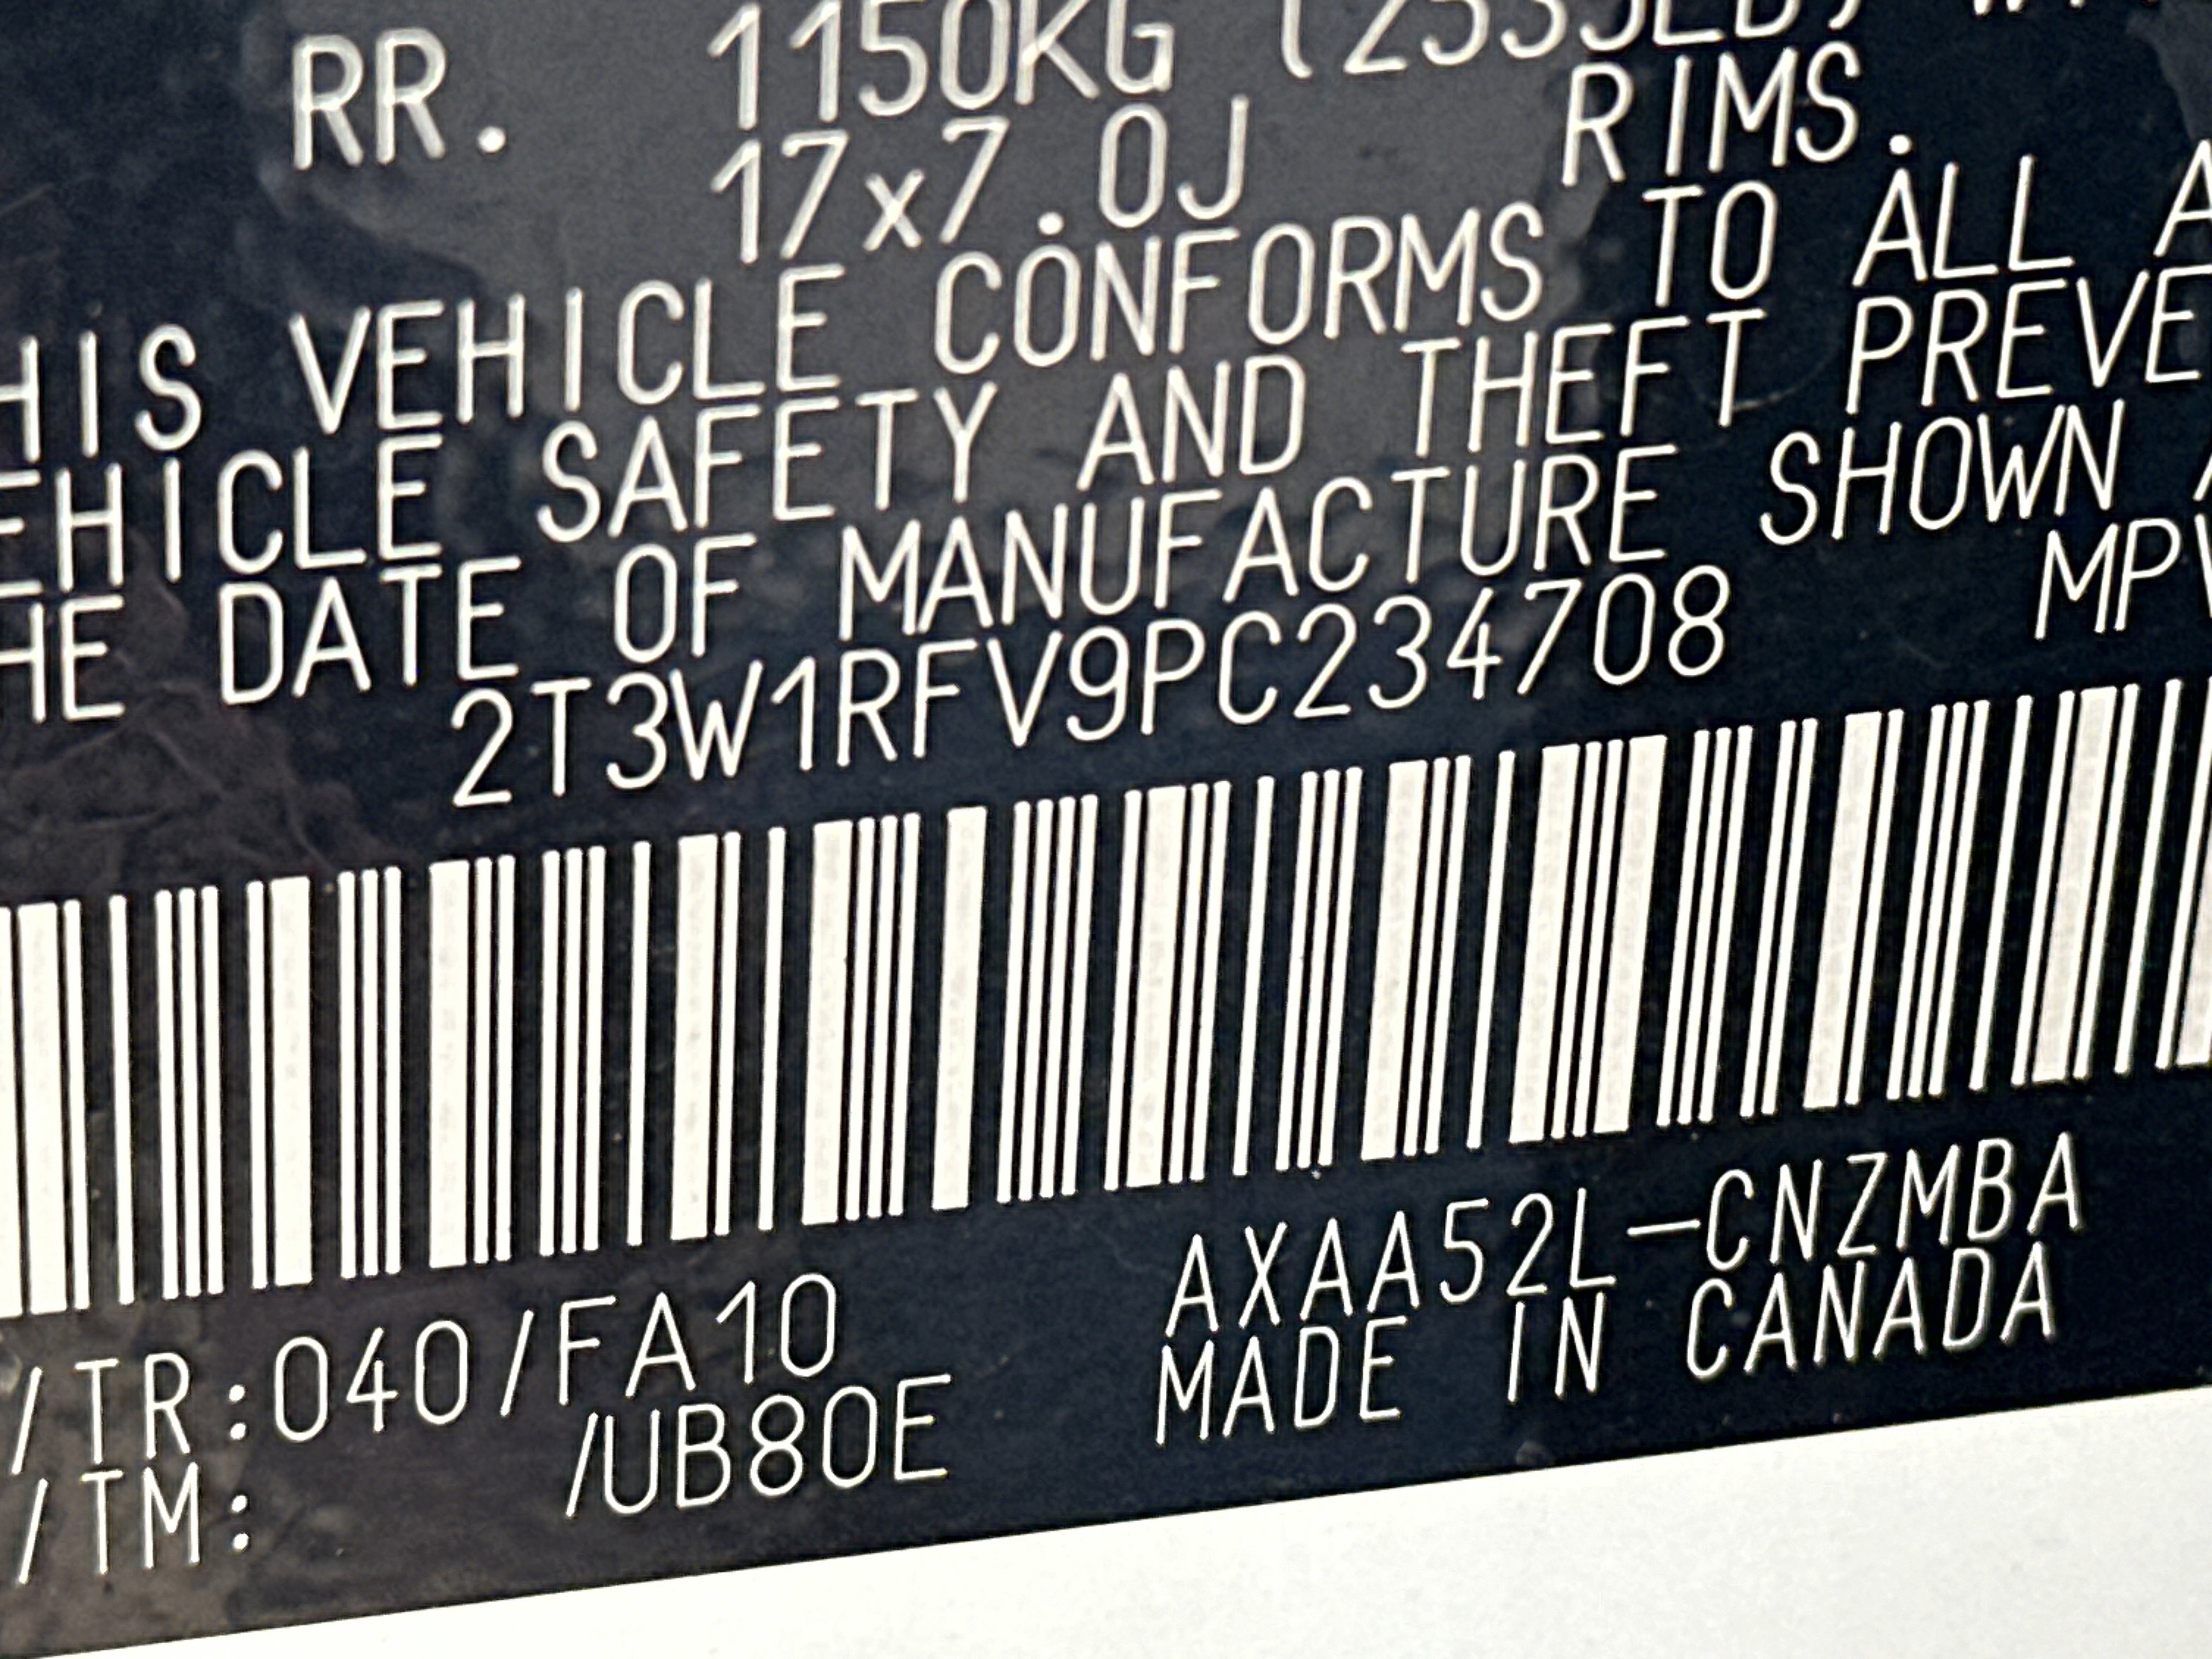 RR. 1150KG (2535LB) 
17x7.0J RIMS.
HIS VEHICLE CONFORMS TO ALL A
EHICLE SAFETY AND THEFT PREVE
HE DATE OF MANUFACTURE SHOWN A
2T3W1RFV9PC234708 MPV
/TR:040/FA10 AXAA52L-CNZMBA
/TM: /UB80E MADE IN CANADA